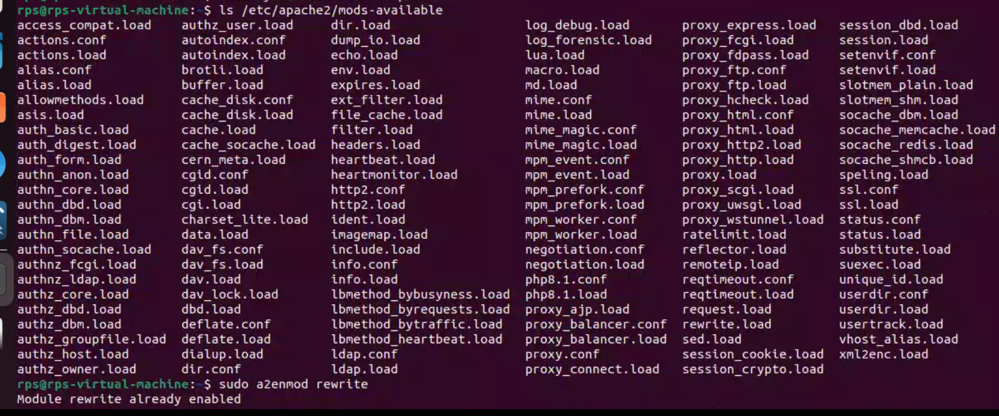 rps@rps-virtual-machine:~$ ls /etc/apache2/mods-available
access_compat.load authz_user.load dir.load log_debug.load proxy_express.load session_dbd.load
actions.conf autoindex.conf dump_io.load log_forensic.load proxy_fcgi.load session.load
actions.load autoindex.load echo.load lua.load proxy_fdpass.load setenvif.conf
alias.conf brotli.load env.load macro.load proxy_ftp.conf setenvif.load
alias.load buffer.load expires.load md.load proxy_ftp.load slotmem_plain.load
allowmethods.load cache_disk.conf ext_filter.load mime.conf proxy_hcheck.load slotmem_shm.load
asis.load cache_disk.load file_cache.load mime.load proxy_html.conf socache_dbm.load
auth_basic.load cache.load filter.load mime_magic.conf proxy_html.load socache_memcache.load
auth_digest.load cache_socache.load headers.load mime_magic.load proxy_http2.load socache_redis.load
auth_form.load cern_meta.load heartbeat.load mpm_event.conf proxy_http.load socache_shmcb.load
authn_anon.load cgid.conf heartmonitor.load mpm_event.load proxy.load speling.load
authn_core.load cgid.load http2.conf mpm_prefork.conf proxy_scgi.load ssl.conf
authn_dbd.load cgi.load http2.load mpm_prefork.load proxy_uwsgi.load ssl.load
authn_dbm.load charset_lite.load ident.load mpm_worker.conf proxy_wstunnel.load status.conf
authn_file.load data.load imagemap.load mpm_worker.load ratelimit.load status.load
authn_socache.load dav_fs.conf include.load negotiation.conf reflector.load substitute.load
authnz_fcgi.load dav_fs.load info.conf negotiation.load remoteip.load suexec.load
authnz_ldap.load dav.load info.load php8.1.conf reqtimeout.conf unique_id.load
authz_core.load dav_lock.load lbmethod_bybusyness.load php8.1.load reqtimeout.load userdir.conf
authz_dbd.load dbd.load lbmethod_byrequests.load proxy_ajp.load request.load userdir.load
authz_dbm.load deflate.conf lbmethod_bytraffic.load proxy_balancer.conf rewrite.load usertrack.load
authz_groupfile.load deflate.load lbmethod_heartbeat.load proxy_balancer.load sed.load vhost_alias.load
authz_host.load dialup.load ldap.conf proxy.conf session_cookie.load xml2enc.load
authz_owner.load dir.conf ldap.load proxy_connect.load session_crypto.load
rps@rps-virtual-machine:~$ sudo a2enmod rewrite
Module rewrite already enabled